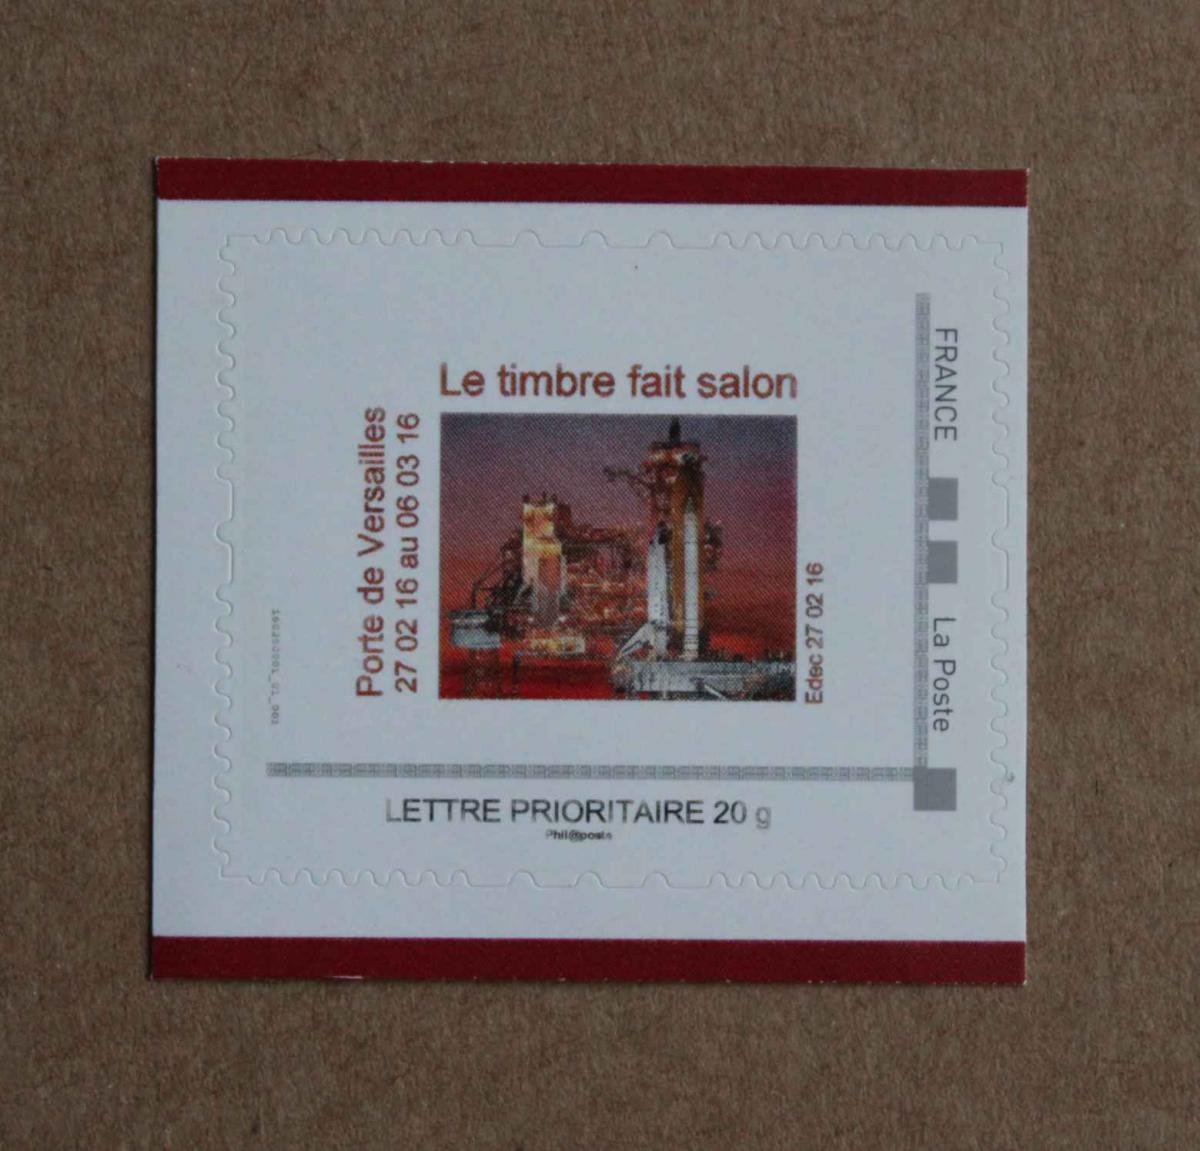 Le timbre fait salon
Porte de Versailles
27 02 16 au 06 03 16
Edec 27 02 16
FRANCE
La Poste
LETTRE PRIORITAIRE 20 g
Phil@poste